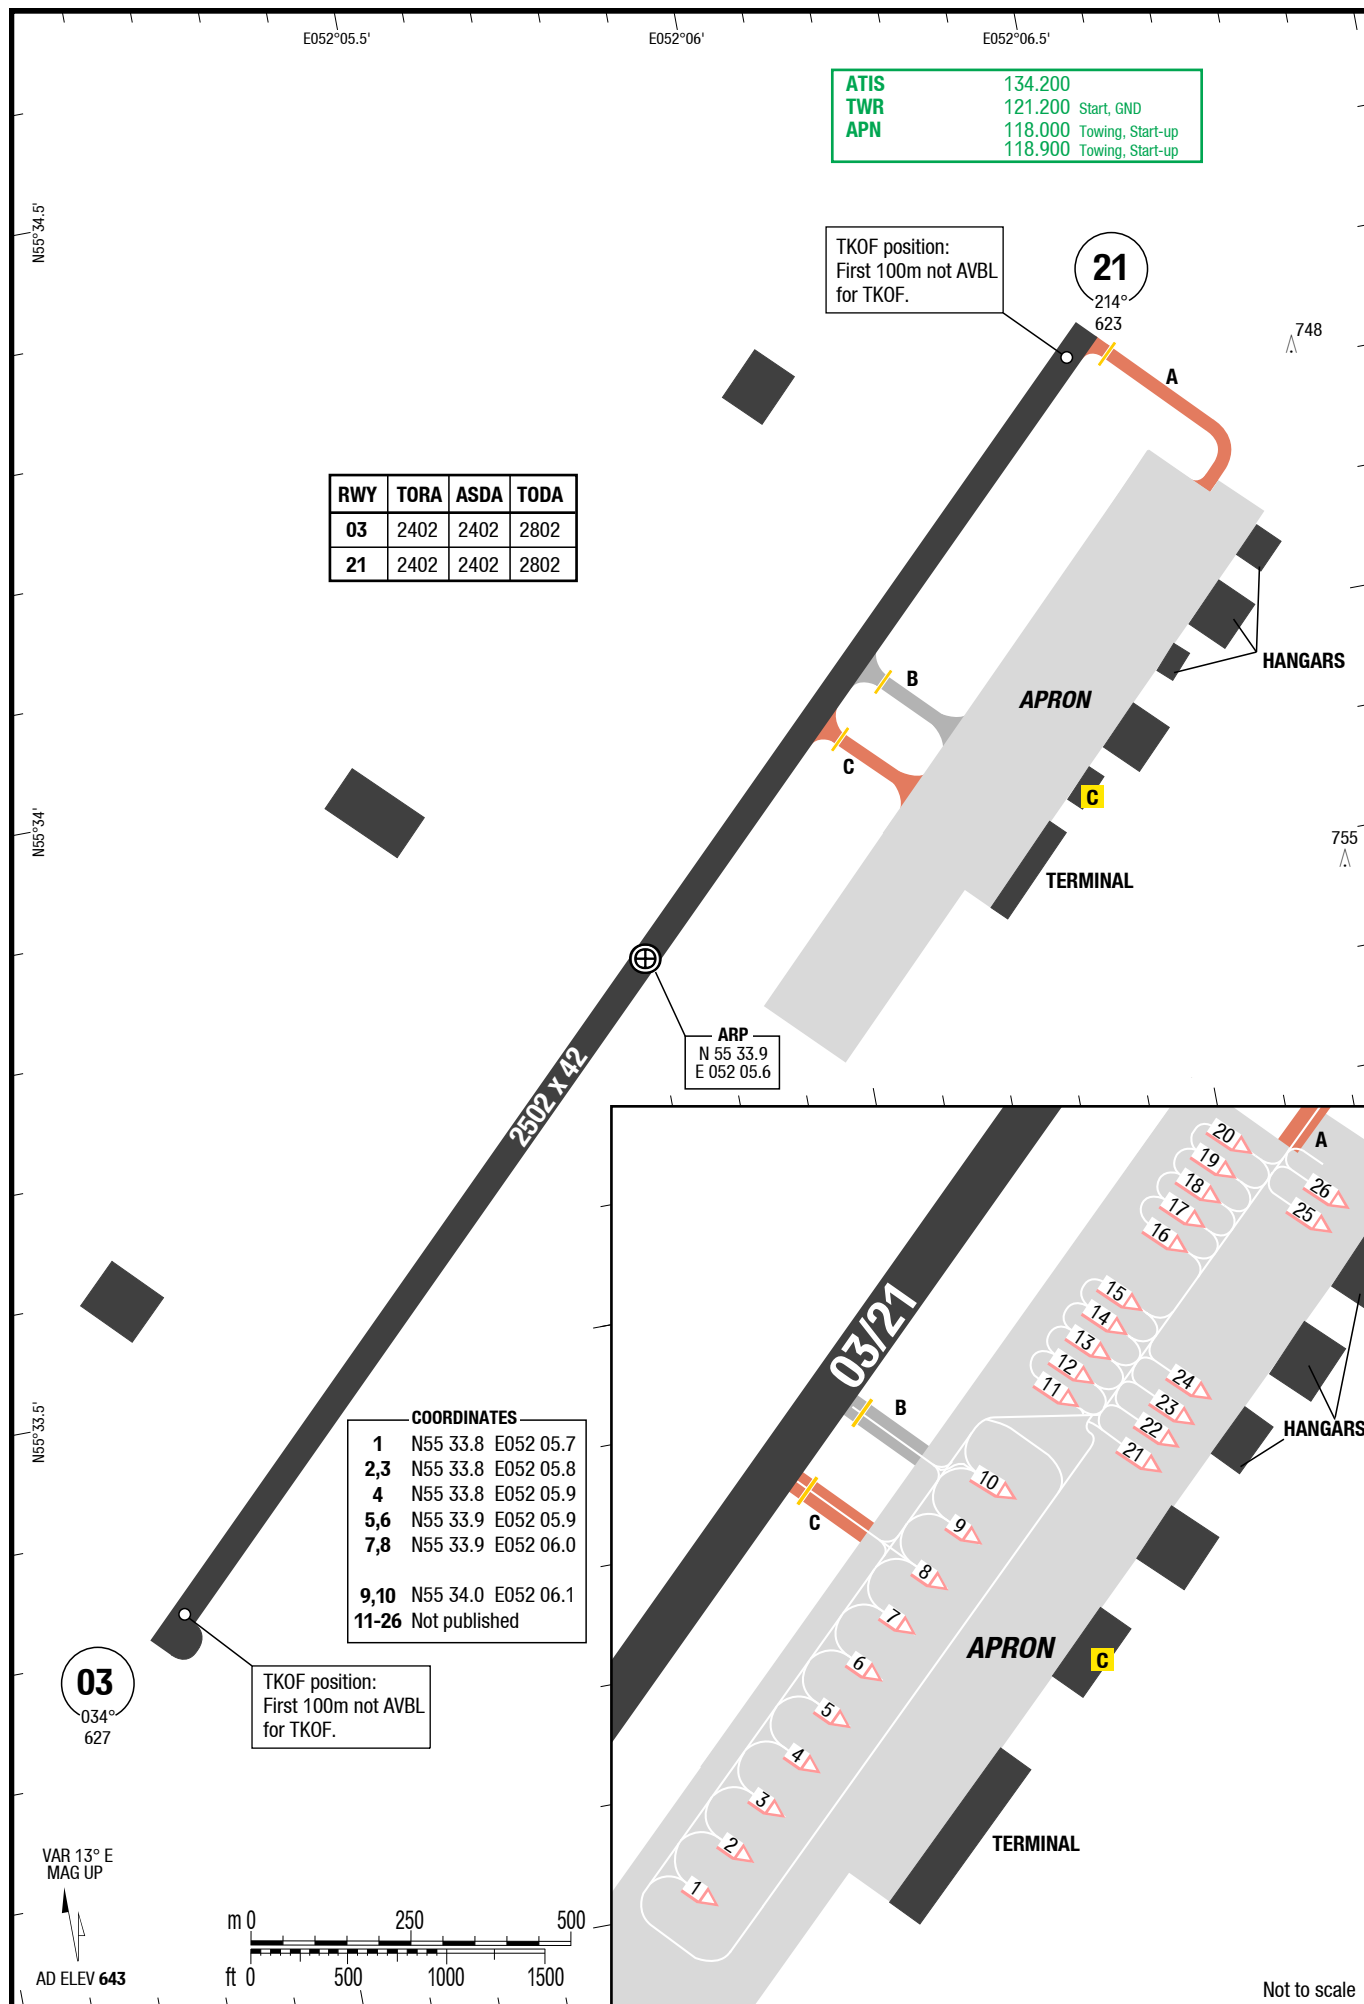 E052°05.5'
E052°06'
E052°06.5'
ATIS 134.200
TWR 121.200 Start, GND
APN 118.000 Towing, Start-up
118.900 Towing, Start-up
N55°34.5'
TKOF position:
First 100m not AVBL
for TKOF.
21
214°
623
748
A
RWY TORA ASDA TODA
03 2402 2402 2802
21 2402 2402 2802
HANGARS
B
APRON
C
C
N55°34'
755
TERMINAL
ARP
N 55 33.9
E 052 05.6
2502 x 42
N55°33.5'
COORDINATES
1 N55 33.8 E052 05.7
2,3 N55 33.8 E052 05.8
4 N55 33.8 E052 05.9
5,6 N55 33.9 E052 05.9
7,8 N55 33.9 E052 06.0
9,10 N55 34.0 E052 06.1
11-26 Not published
03
034°
627
TKOF position:
First 100m not AVBL
for TKOF.
VAR 13° E
MAG UP
AD ELEV 643
m 0 250 500
ft 0 500 1000 1500
20
A
19
18
26
17
25
16
03/21
15
14
13
12
24
11
23
B
22
HANGARS
21
10
C
9
8
7
APRON
6
C
5
4
3
2
TERMINAL
1
Not to scale